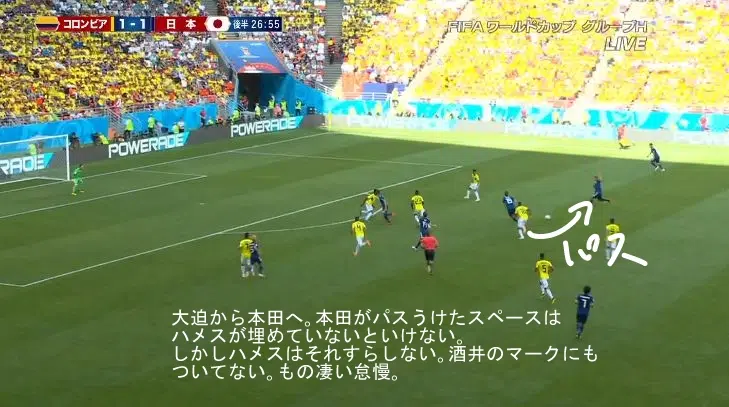 コロンビア 1-1 日本 後半 26:55
FIFA ワールドカップ グループH
LIVE
POWERADE
POWERADE
POWERADE
POWERADE
パス
大迫から本田へ。本田がパスうけたスペースは
ハメスが埋めていないといけない。
しかしハメスはそれすらしない。酒井のマークにも
ついてない。もの凄い怠慢。